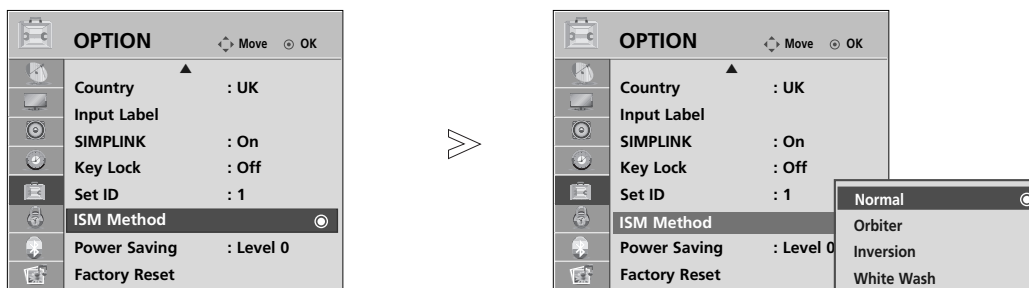 OPTION Move OK
Country : UK
Input Label
SIMPLINK : On
Key Lock : Off
Set ID : 1
ISM Method
Power Saving : Level 0
Factory Reset
OPTION Move OK
Country : UK
Input Label
SIMPLINK : On
Key Lock : Off
Set ID : 1
ISM Method
Power Saving : Level 0
Factory Reset
Normal
Orbiter
Inversion
White Wash